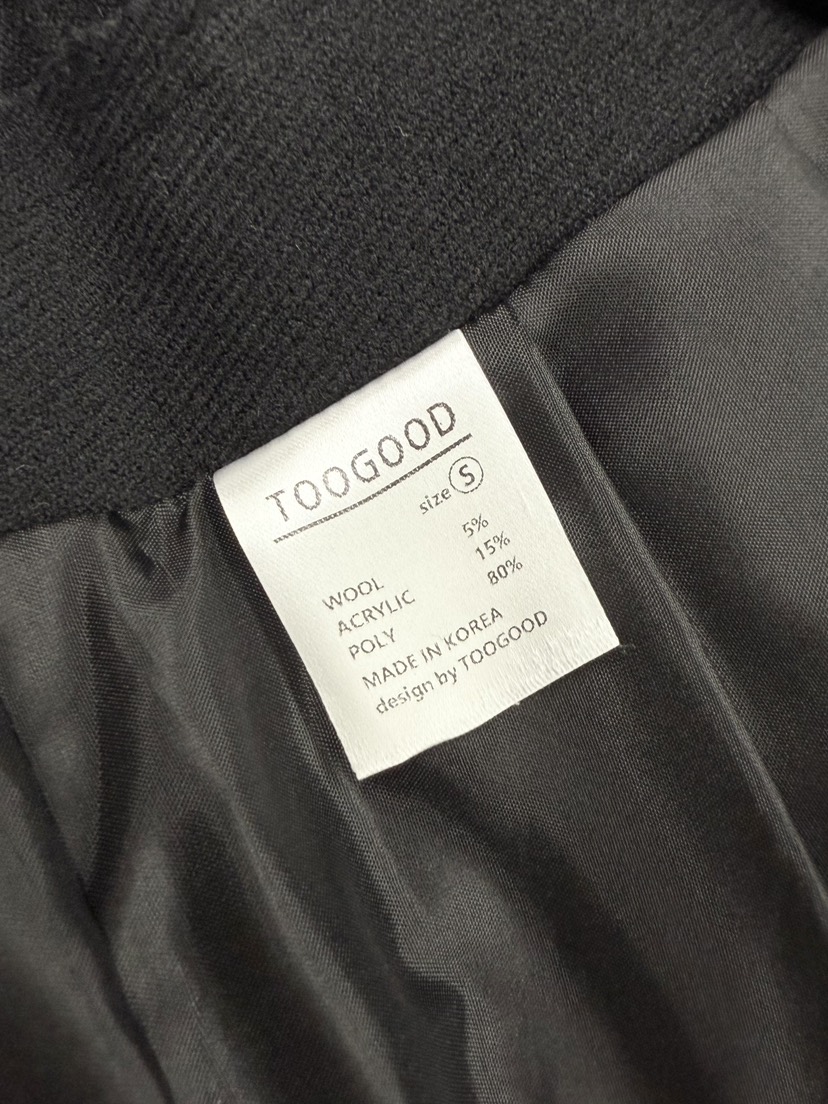 TOOGOOD
size S
WOOL 5%
ACRYLIC 15%
POLY 80%
MADE IN KOREA
design by TOOGOOD